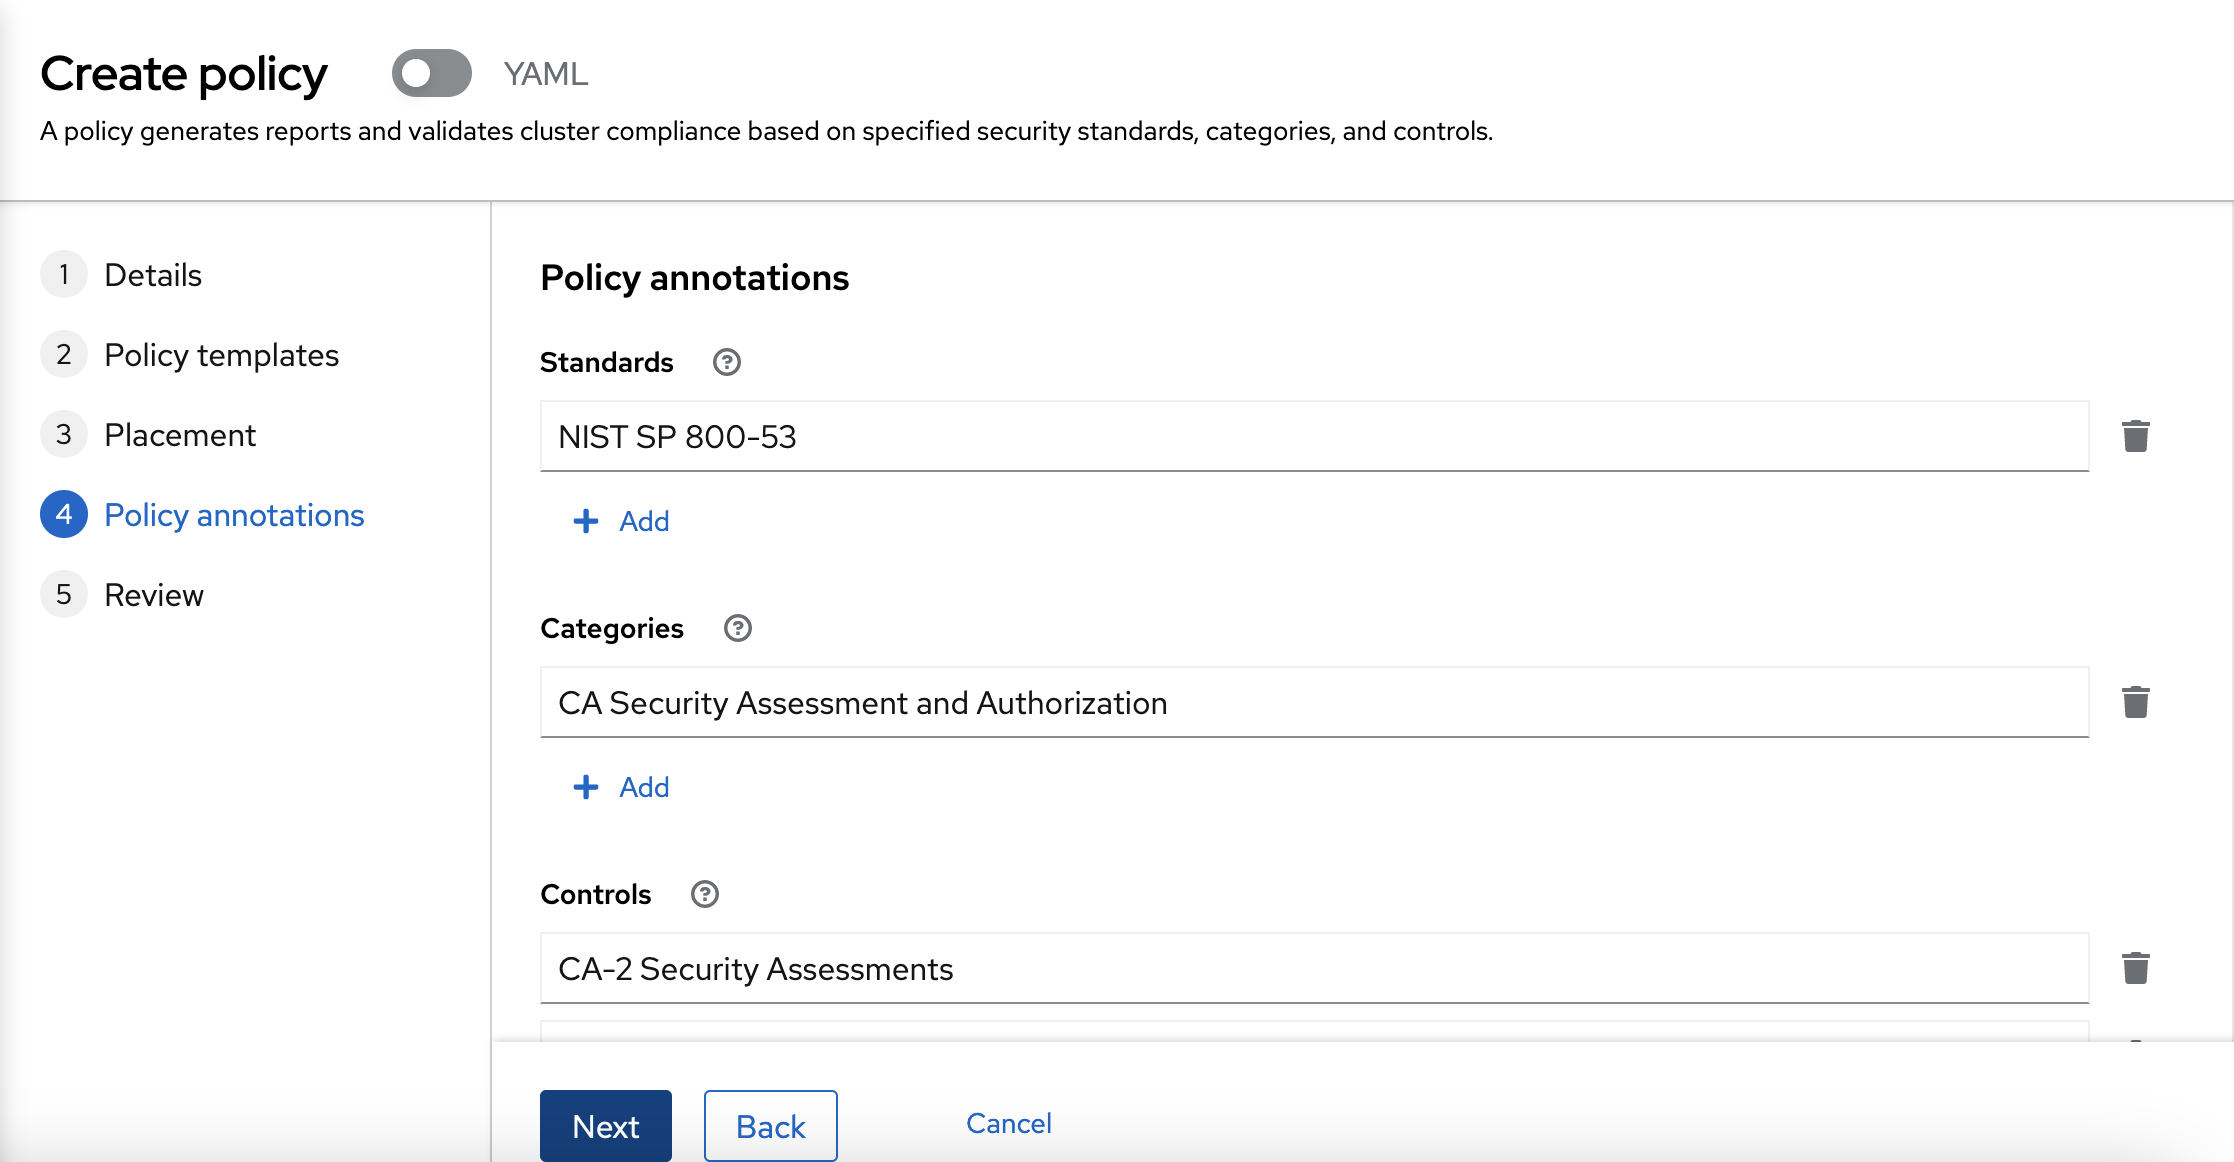 Create policy YAML
A policy generates reports and validates cluster compliance based on specified security standards, categories, and controls.
1 Details
2 Policy templates
3 Placement
4 Policy annotations
5 Review
Policy annotations
Standards ?
NIST SP 800-53
+ Add
Categories ?
CA Security Assessment and Authorization
+ Add
Controls ?
CA-2 Security Assessments
Next Back Cancel